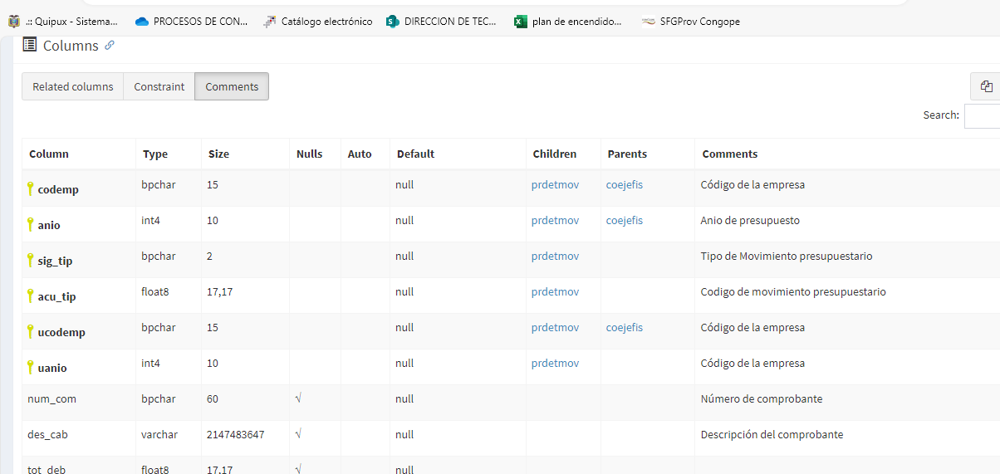 .:: Quipux - Sistema... PROCESOS DE CON... Catálogo electrónico DIRECCION DE TEC... plan de encendido... SFGProv Congope
Columns
Related columns Constraint Comments
Search:
Column Type Size Nulls Auto Default Children Parents Comments
codemp bpchar 15 null prdetmov coejefis Código de la empresa
anio int4 10 null prdetmov coejefis Anio de presupuesto
sig_tip bpchar 2 null prdetmov Tipo de Movimiento presupuestario
acu_tip float8 17,17 null prdetmov Codigo de movimiento presupuestario
ucodemp bpchar 15 null prdetmov coejefis Código de la empresa
uanio int4 10 null prdetmov Código de la empresa
num_com bpchar 60 √ null Número de comprobante
des_cab varchar 2147483647 √ null Descripción del comprobante
tot_deb float8 17,17 √ null